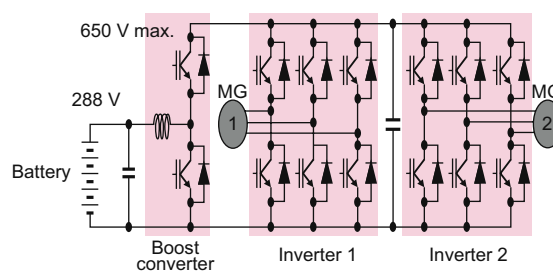 650 V max.
288 V
MG
1
MG
2
Battery
Boost
converter
Inverter 1
Inverter 2